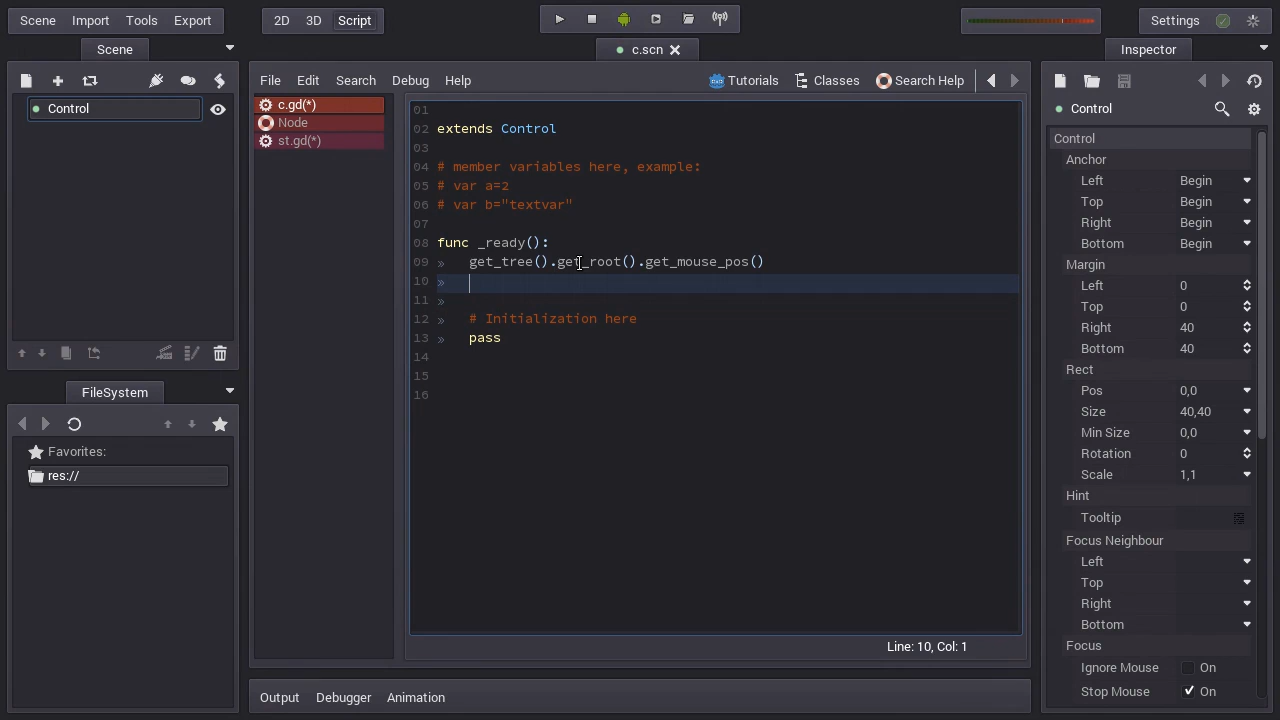 Scene Import Tools Export 2D 3D Script Settings
Scene c.scn Inspector
File Edit Search Debug Help Tutorials Classes Search Help
Control
c.gd(*)
Node
st.gd(*)
01
02 extends Control
03
04 # member variables here, example:
05 # var a=2
06 # var b="textvar"
07
08 func _ready():
09 » get_tree().get_root().get_mouse_pos()
10 »
11 »
12 » # Initialization here
13 » pass
14
15
16
Line: 10, Col: 1
FileSystem
Favorites:
res://
Output Debugger Animation
Control
Control
Anchor
Left Begin
Top Begin
Right Begin
Bottom Begin
Margin
Left 0
Top 0
Right 40
Bottom 40
Rect
Pos 0,0
Size 40,40
Min Size 0,0
Rotation 0
Scale 1,1
Hint
Tooltip
Focus Neighbour
Left
Top
Right
Bottom
Focus
Ignore Mouse On
Stop Mouse On